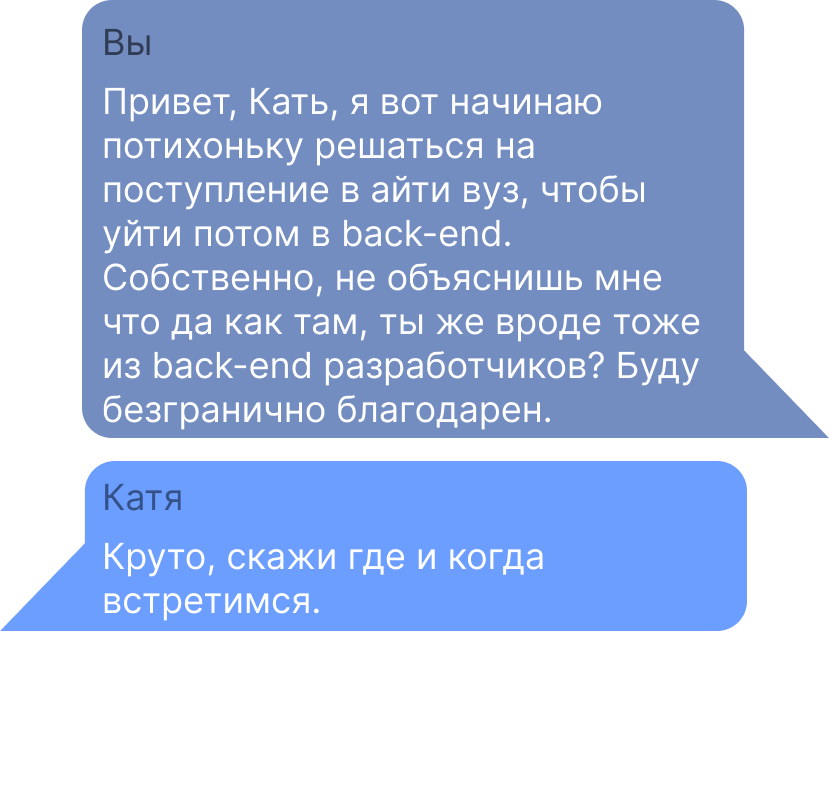 Вы
Привет, Кать, я вот начинаю
потихоньку решаться на
поступление в айти вуз, чтобы
уйти потом в back-end.
Собственно, не объяснишь мне
что да как там, ты же вроде тоже
из back-end разработчиков? Буду
безгранично благодарен.
Катя
Круто, скажи где и когда
встретимся.